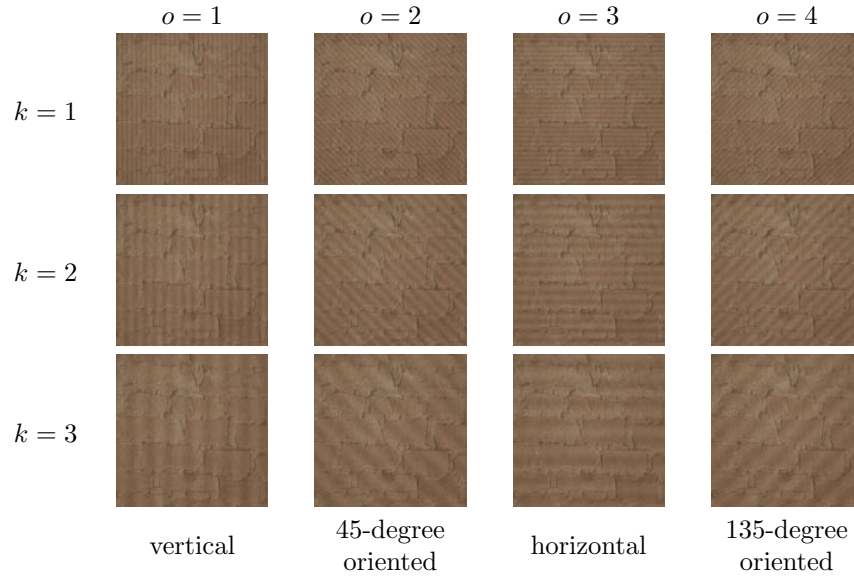 o = 1 o = 2 o = 3 o = 4
k = 1
k = 2
k = 3
vertical 45-degree oriented horizontal 135-degree oriented